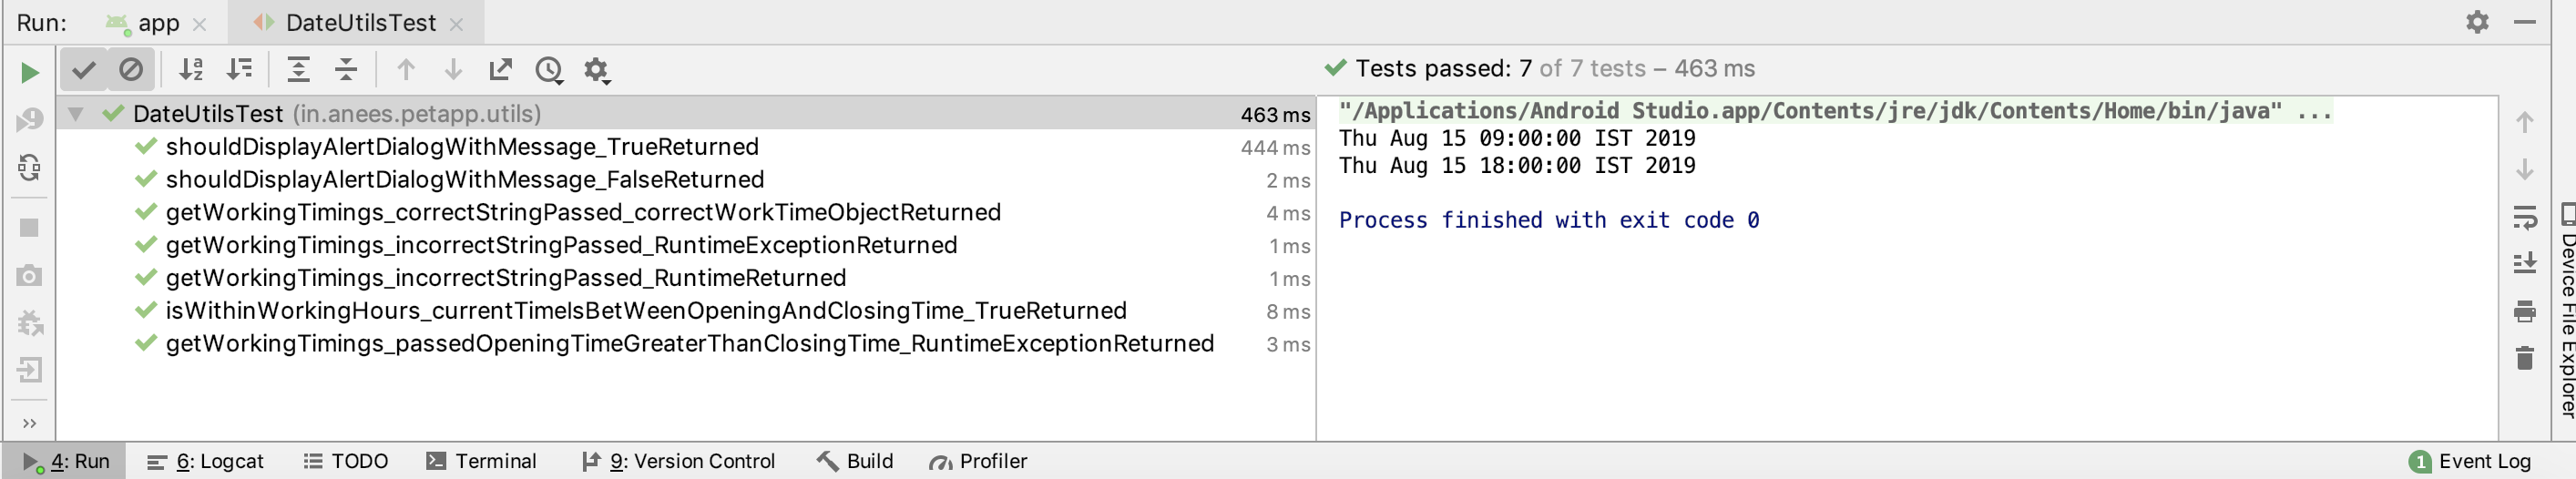 Run: app DateUtilsTest
Tests passed: 7 of 7 tests – 463 ms
DateUtilsTest (in.anees.petapp.utils) 463 ms
shouldDisplayAlertDialogWithMessage_TrueReturned 444 ms
shouldDisplayAlertDialogWithMessage_FalseReturned 2 ms
getWorkingTimings_correctStringPassed_correctWorkTimeObjectReturned 4 ms
getWorkingTimings_incorrectStringPassed_RuntimeExceptionReturned 1 ms
getWorkingTimings_incorrectStringPassed_RuntimeReturned 1 ms
isWithinWorkingHours_currentTimeIsBetWeenOpeningAndClosingTime_TrueReturned 8 ms
getWorkingTimings_passedOpeningTimeGreaterThanClosingTime_RuntimeExceptionReturned 3 ms
"/Applications/Android Studio.app/Contents/jre/jdk/Contents/Home/bin/java" ...
Thu Aug 15 09:00:00 IST 2019
Thu Aug 15 18:00:00 IST 2019
Process finished with exit code 0
Device File Explorer
4: Run 6: Logcat TODO Terminal 9: Version Control Build Profiler 1 Event Log